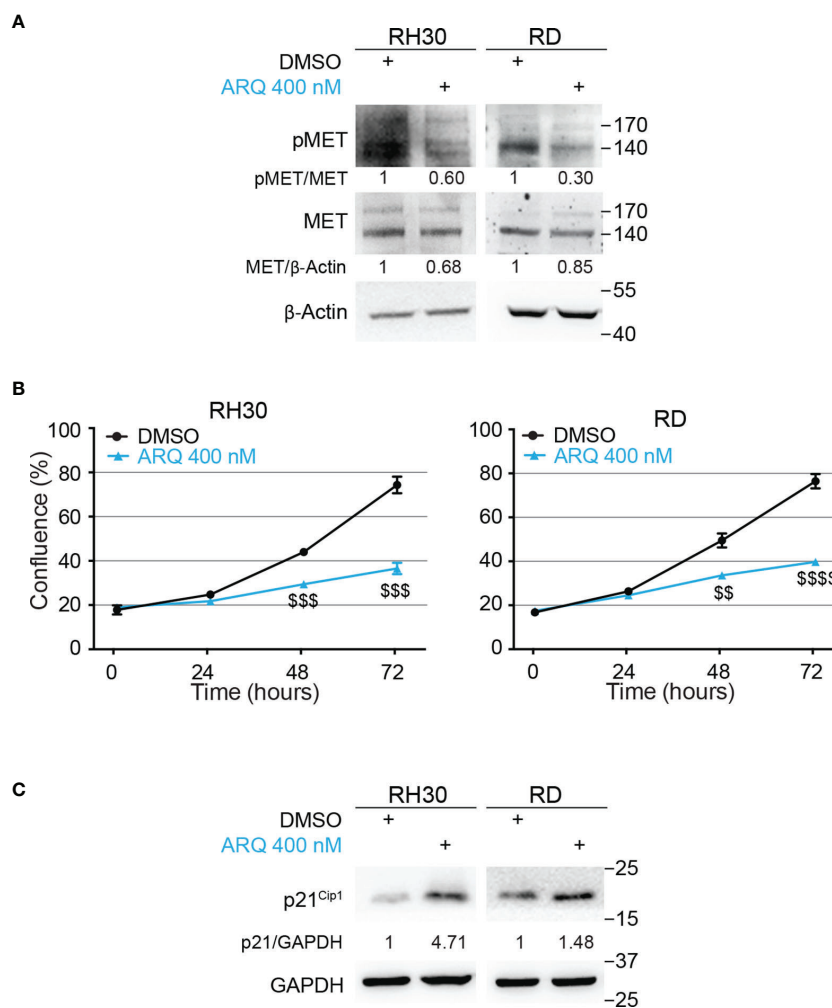 A
RH30 RD
DMSO + +
ARQ 400 nM + +
pMET
–170
–140
pMET/MET 1 0.60 1 0.30
MET
–170
–140
MET/β-Actin 1 0.68 1 0.85
β-Actin
55
40
B
RH30
DMSO
ARQ 400 nM
Confluence (%)
100
80
60
40
20
0
$$$ $$$
0 24 48 72
Time (hours)
RD
DMSO
ARQ 400 nM
100
80
60
40
20
0
$$ $$$$
0 24 48 72
Time (hours)
C
RH30 RD
DMSO + +
ARQ 400 nM + +
p21Cip1
–25
–15
p21/GAPDH 1 4.71 1 1.48
GAPDH
–37
–25